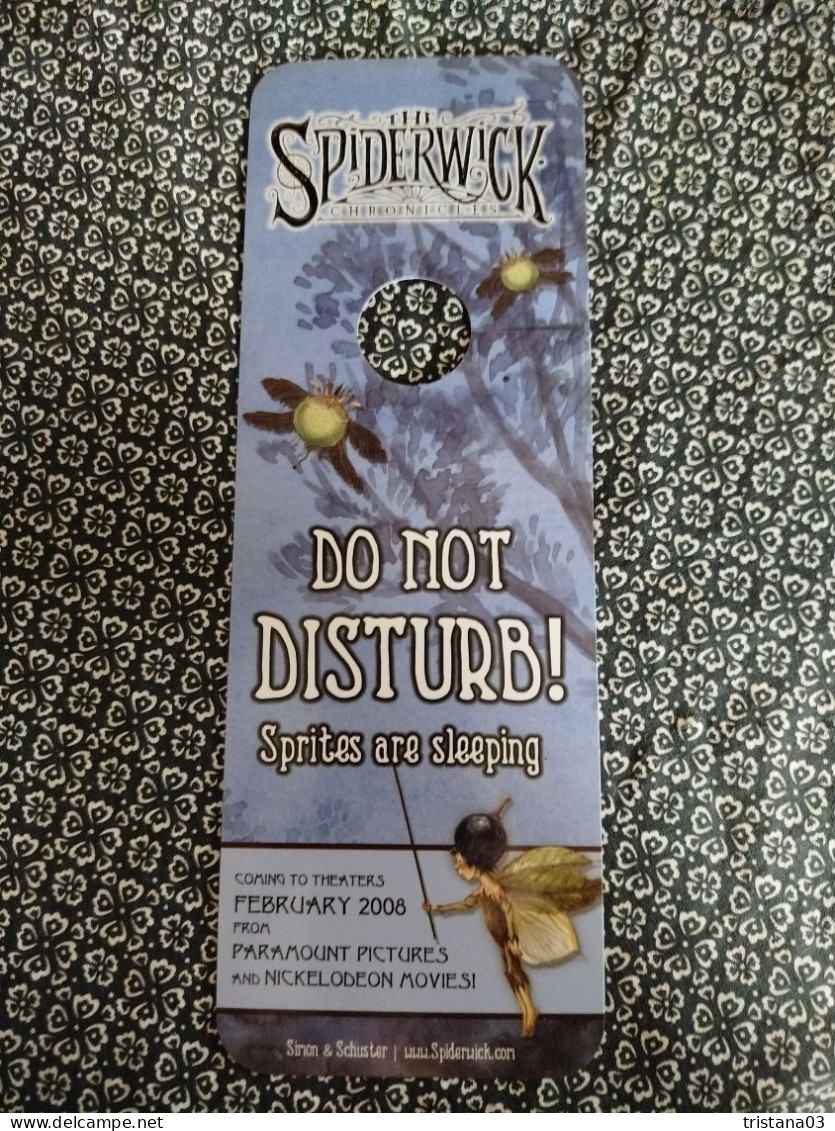 THE
SPIDERWICK
CHRONICLES
DO NOT
DISTURB!
Sprites are sleeping
COMING TO THEATERS
FEBRUARY 2008
FROM
PARAMOUNT PICTURES
AND NICKELODEON MOVIES!
Simon & Schuster | www.Spiderwick.com
delcampe.net
tristana03